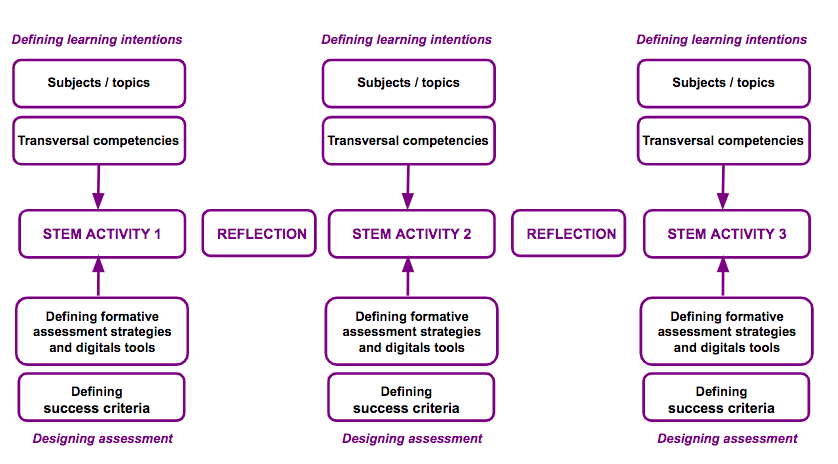 Defining learning intentions
Defining learning intentions
Defining learning intentions
Subjects / topics
Subjects / topics
Subjects / topics
Transversal competencies
Transversal competencies
Transversal competencies
STEM ACTIVITY 1
REFLECTION
STEM ACTIVITY 2
REFLECTION
STEM ACTIVITY 3
Defining formative
assessment strategies
and digitals tools
Defining formative
assessment strategies
and digitals tools
Defining formative
assessment strategies
and digitals tools
Defining
success criteria
Defining
success criteria
Defining
success criteria
Designing assessment
Designing assessment
Designing assessment